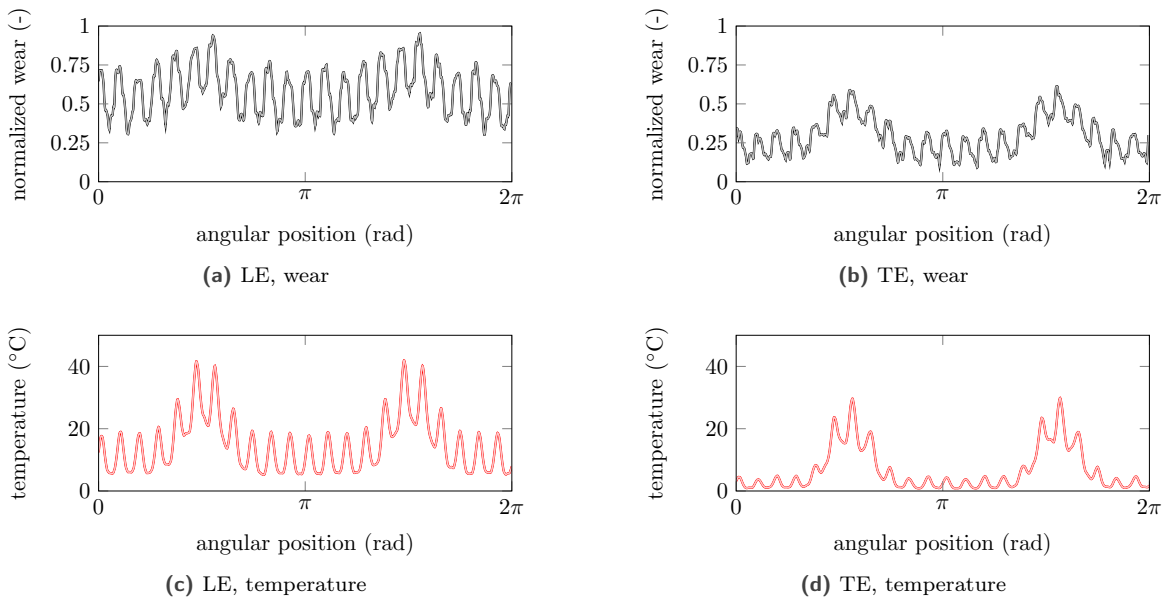 normalized wear (-)
1
0.75
0.5
0.25
0
0
π
2π
angular position (rad)
(a) LE, wear
normalized wear (-)
1
0.75
0.5
0.25
0
0
π
2π
angular position (rad)
(b) TE, wear
temperature (°C)
40
20
0
0
π
2π
angular position (rad)
(c) LE, temperature
temperature (°C)
40
20
0
0
π
2π
angular position (rad)
(d) TE, temperature